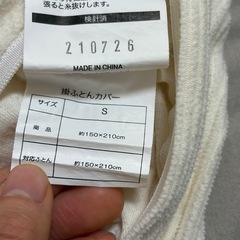 張ると糸抜けします。
検針済
210726
MADE IN CHINA
掛ふとんカバー
サイズ S
商品 約150×210cm
対応ふとん 約150×210cm